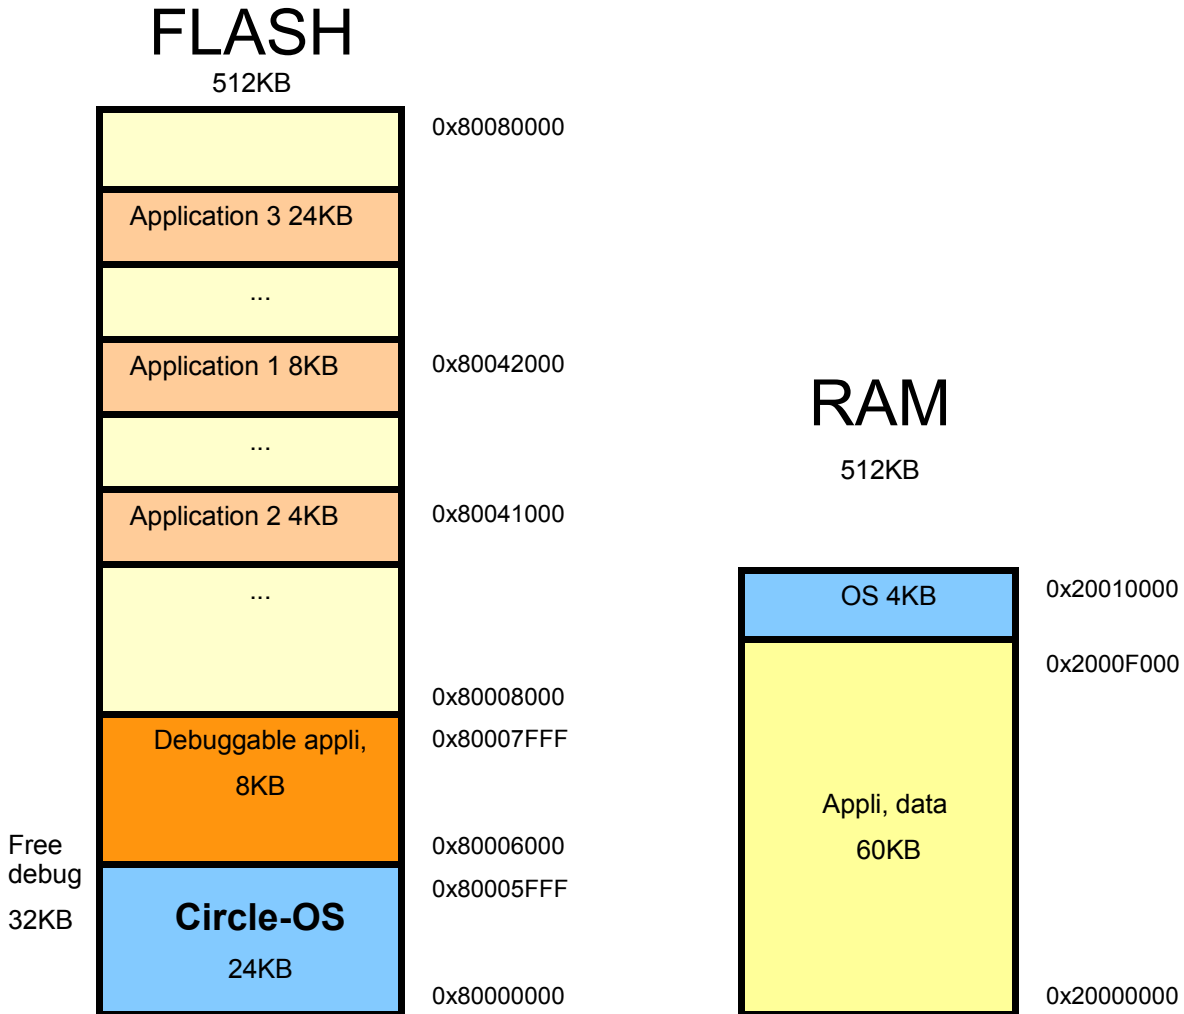 FLASH
512KB
0x80080000
Application 3 24KB
...
Application 1 8KB
0x80042000
...
Application 2 4KB
0x80041000
...
0x80008000
Debuggable appli,
8KB
0x80007FFF
0x80006000
Free
debug
32KB
Circle-OS
24KB
0x80005FFF
0x80000000
RAM
512KB
OS 4KB
0x20010000
0x2000F000
Appli, data
60KB
0x20000000